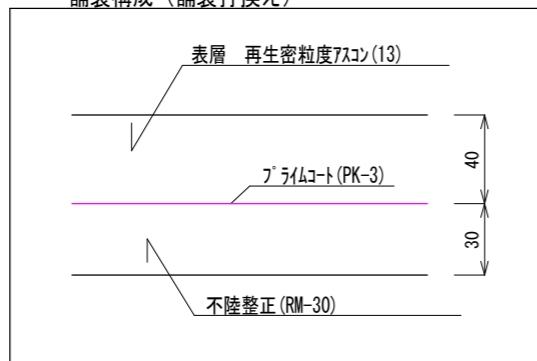 舗装構成（舗装打換え）
表層　再生密粒度ｱｽｺﾝ(13)
40
ﾌﾟﾗｲﾑｺｰﾄ(PK-3)
30
不陸整正(RM-30)